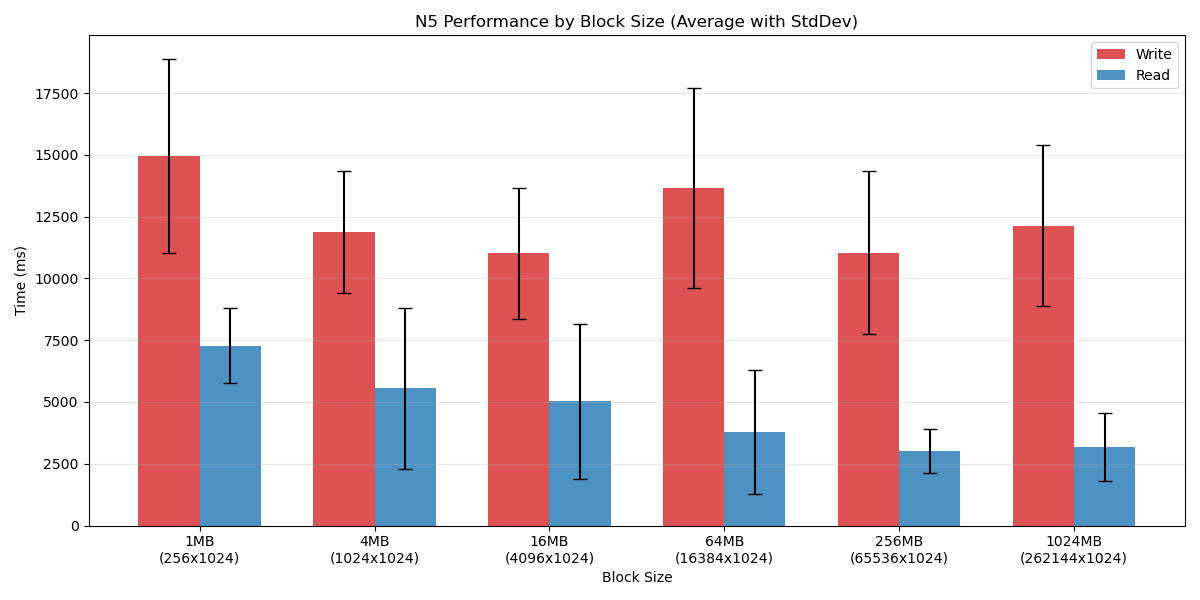 N5 Performance by Block Size (Average with StdDev)
Write
Read
Time (ms)
17500
15000
12500
10000
7500
5000
2500
0
1MB
(256x1024)
4MB
(1024x1024)
16MB
(4096x1024)
64MB
(16384x1024)
256MB
(65536x1024)
1024MB
(262144x1024)
Block Size